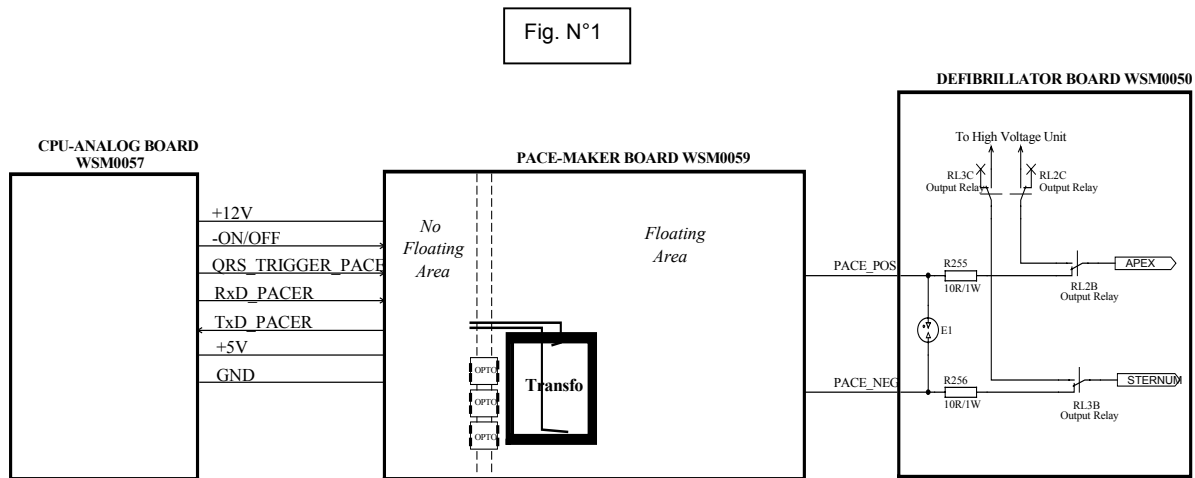 Fig. N°1
DEFIBRILLATOR BOARD WSM0050
CPU-ANALOG BOARD
WSM0057
PACE-MAKER BOARD WSM0059
+12V
-ON/OFF
QRS_TRIGGER_PACE
RxD_PACER
TxD_PACER
+5V
GND
No
Floating
Area
Floating
Area
OPTO
OPTO
OPTO
Transfo
PACE_POS
PACE_NEG
To High Voltage Unit
RL3C
Output Relay
RL2C
Output Relay
R255
10R/1W
RL2B
Output Relay
APEX
E1
R256
10R/1W
RL3B
Output Relay
STERNUM